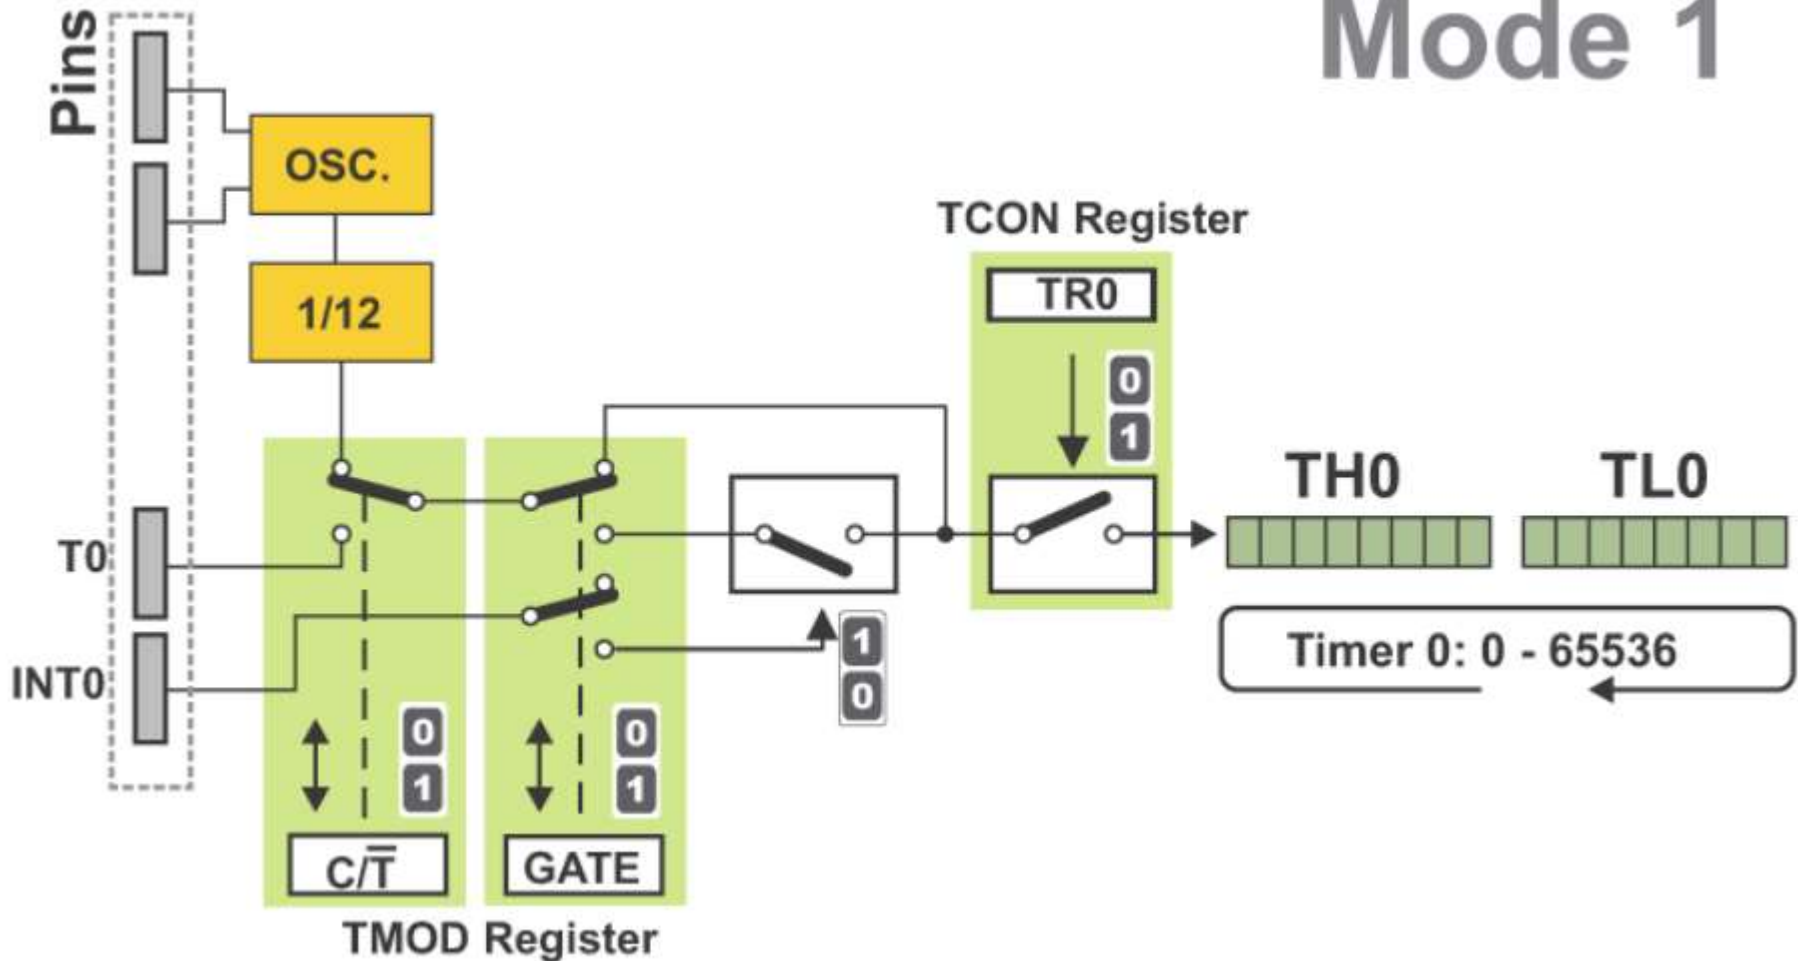 Mode 1
Pins
OSC.
1/12
TCON Register
TR0
0
1
TH0
TL0
T0
INT0
1
0
Timer 0: 0 - 65536
0
1
0
1
C/T̅
GATE
TMOD Register